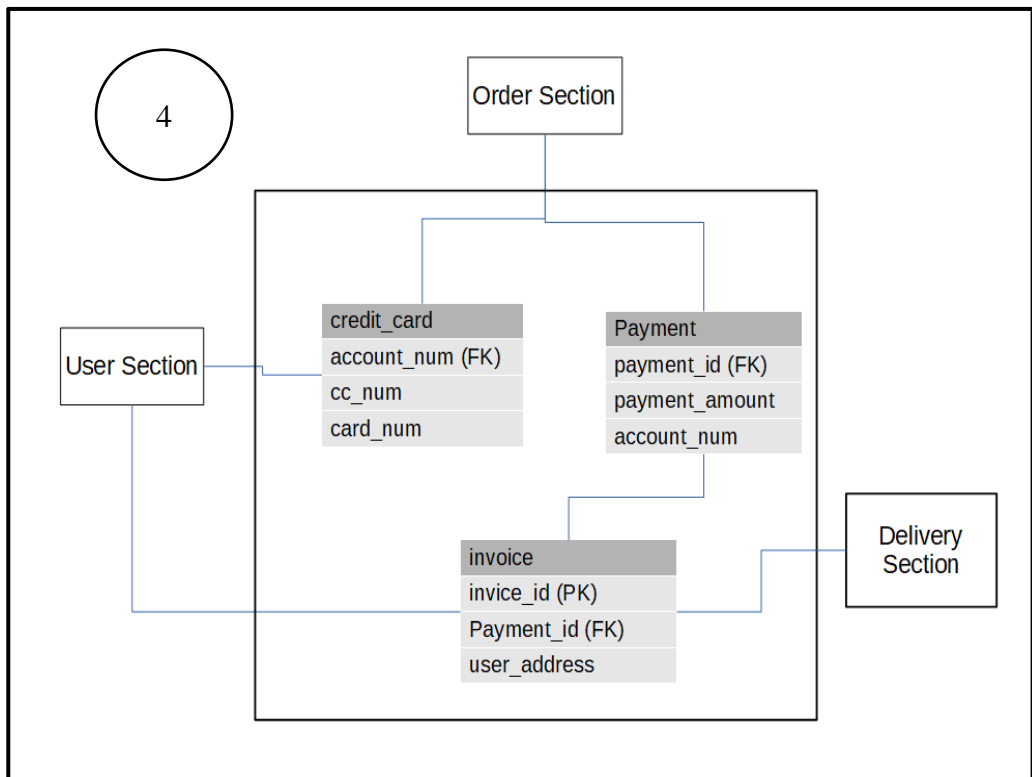 4
Order Section
credit_card
account_num (FK)
cc_num
card_num
Payment
payment_id (FK)
payment_amount
account_num
User Section
Delivery
Section
invoice
invice_id (PK)
Payment_id (FK)
user_address